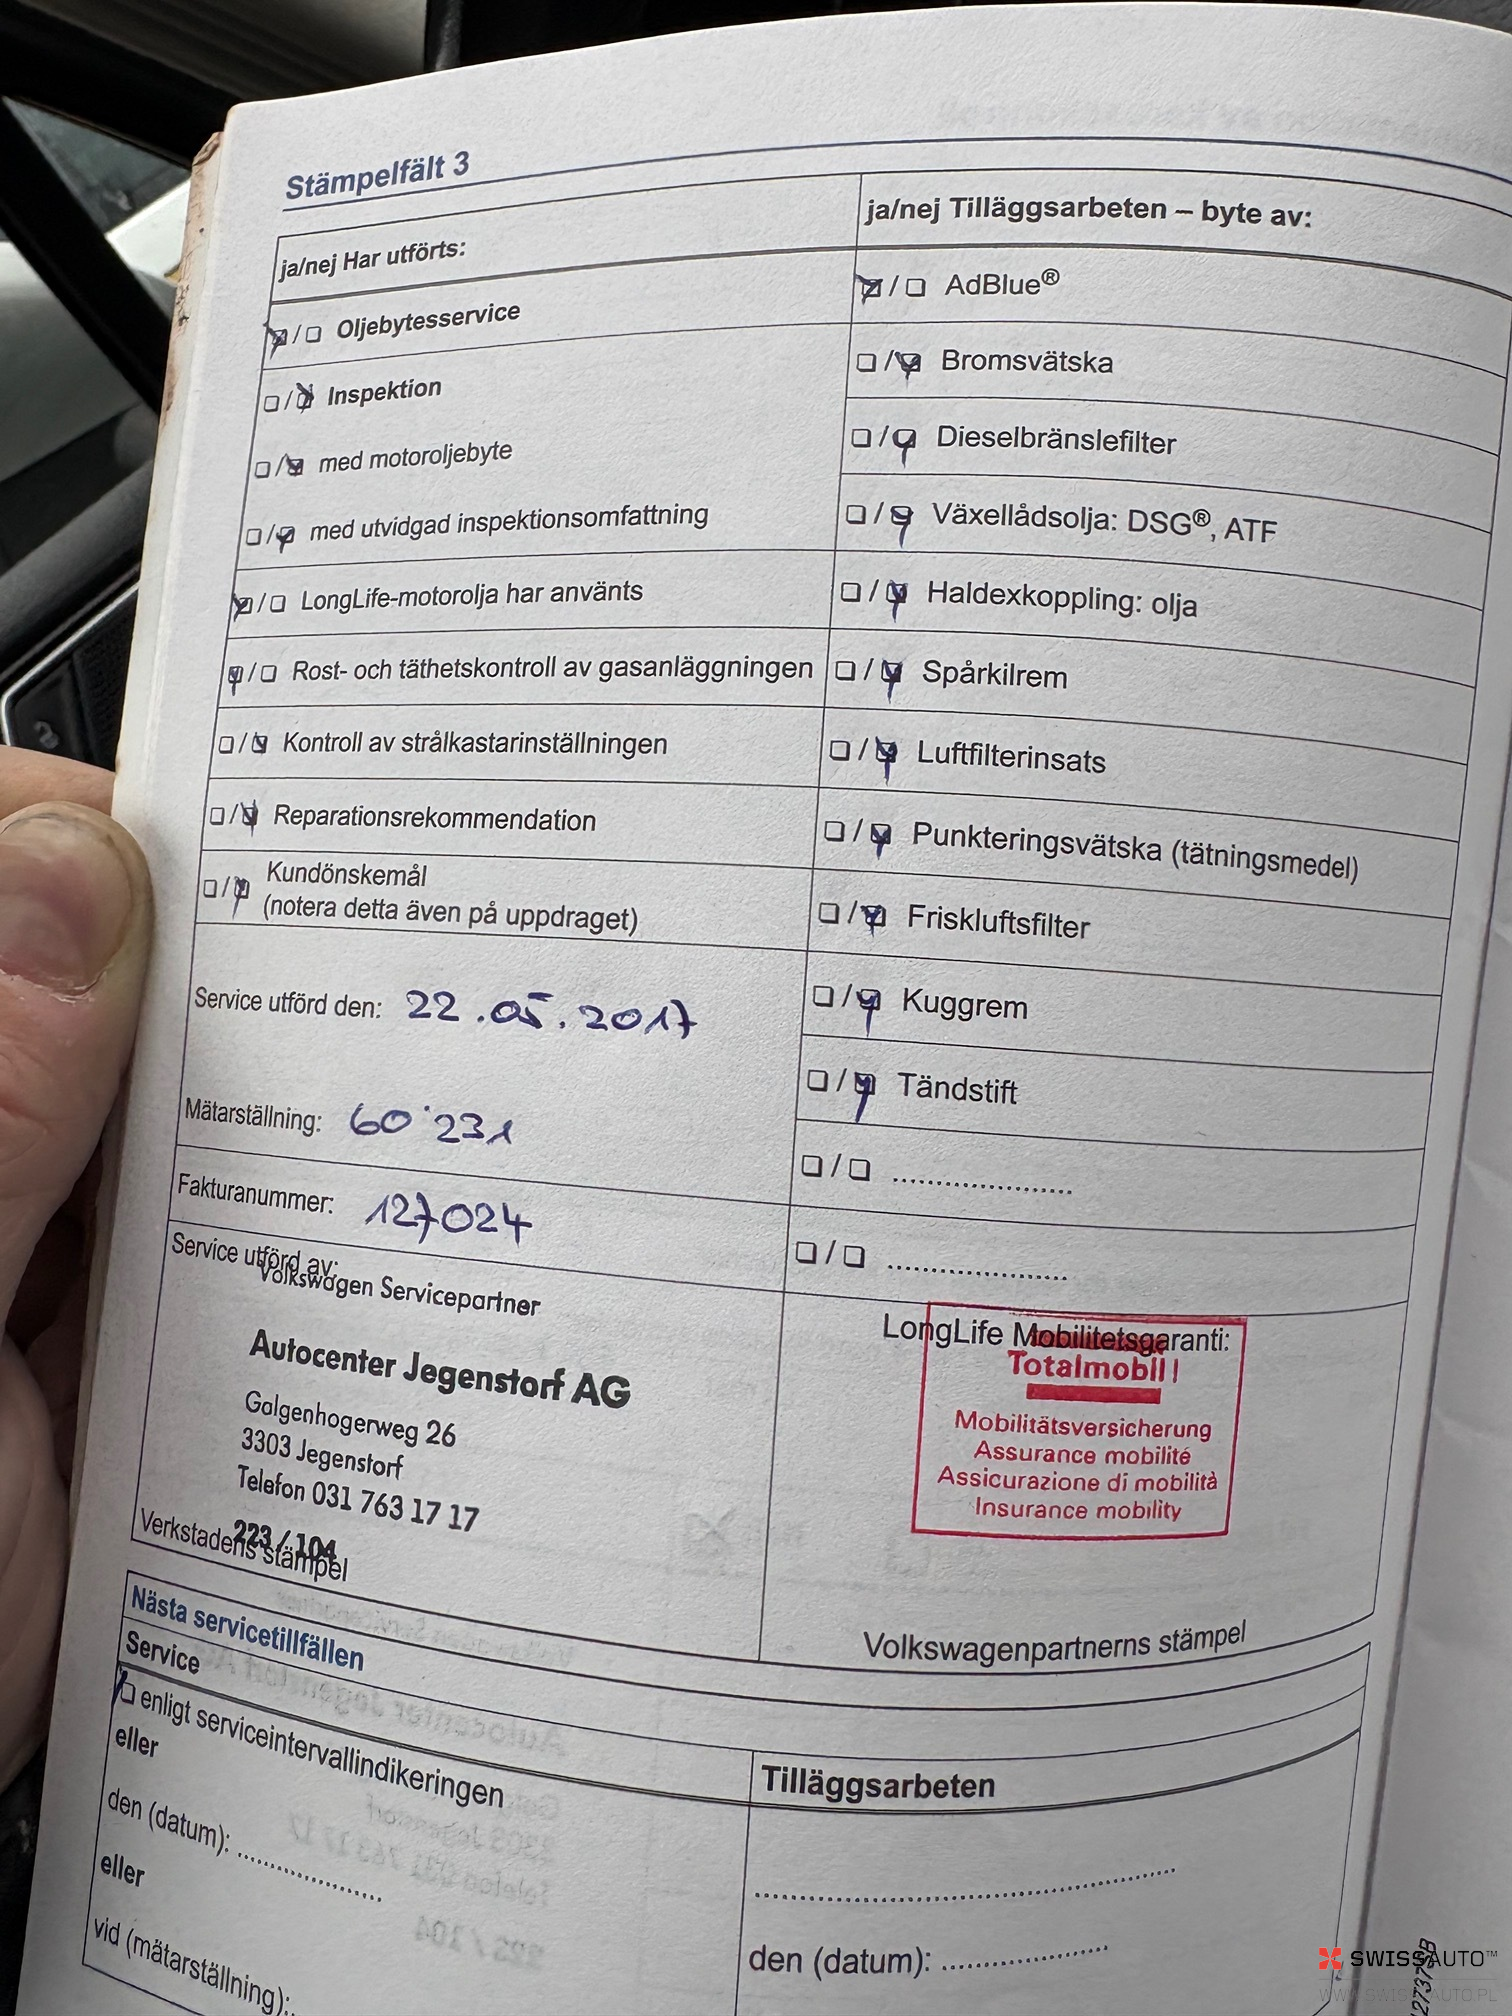 Stämpelfält 3
ja/nej Har utförts:
☒/☐ Oljebytesservice
☐/☒ Inspektion
☐/☒ med motoroljebyte
☐/☒ med utvidgad inspektionsomfattning
☒/☐ LongLife-motorolja har använts
☒/☐ Rost- och täthetskontroll av gasanläggningen
☐/☒ Kontroll av strålkastarinställningen
☐/☒ Reparationsrekommendation
☐/☒ Kundönskemål
(notera detta även på uppdraget)
Service utförd den: 22.05.2017
Mätarställning: 60'231
Fakturanummer: 127024
Service utförd av:
Volkswagen Servicepartner
Autocenter Jegenstorf AG
Galgenhogerweg 26
3303 Jegenstorf
Telefon 031 763 17 17
223 / 104
Verkstadens stämpel
ja/nej Tilläggsarbeten – byte av:
☒/☐ AdBlue®
☐/☒ Bromsvätska
☐/☒ Dieselbränslefilter
☐/☒ Växellådsolja: DSG®, ATF
☐/☒ Haldexkoppling: olja
☐/☒ Spårkilrem
☐/☒ Luftfilterinsats
☐/☒ Punkteringsvätska (tätningsmedel)
☐/☒ Friskluftsfilter
☐/☒ Kuggrem
☐/☒ Tändstift
☐/☐ ....................
☐/☐ ....................
LongLife Mobilitetsgaranti:
Totalmobil!
Mobilitätsversicherung
Assurance mobilité
Assicurazione di mobilità
Insurance mobility
Volkswagenpartnerns stämpel
Nästa servicetillfällen
Service
☒ enligt serviceintervallindikeringen
eller
den (datum): ....................
eller
vid (mätarställning):
Tilläggsarbeten
....................
den (datum): ....................
SWISSAUTO™
WWW.SWISSAUTO.PL